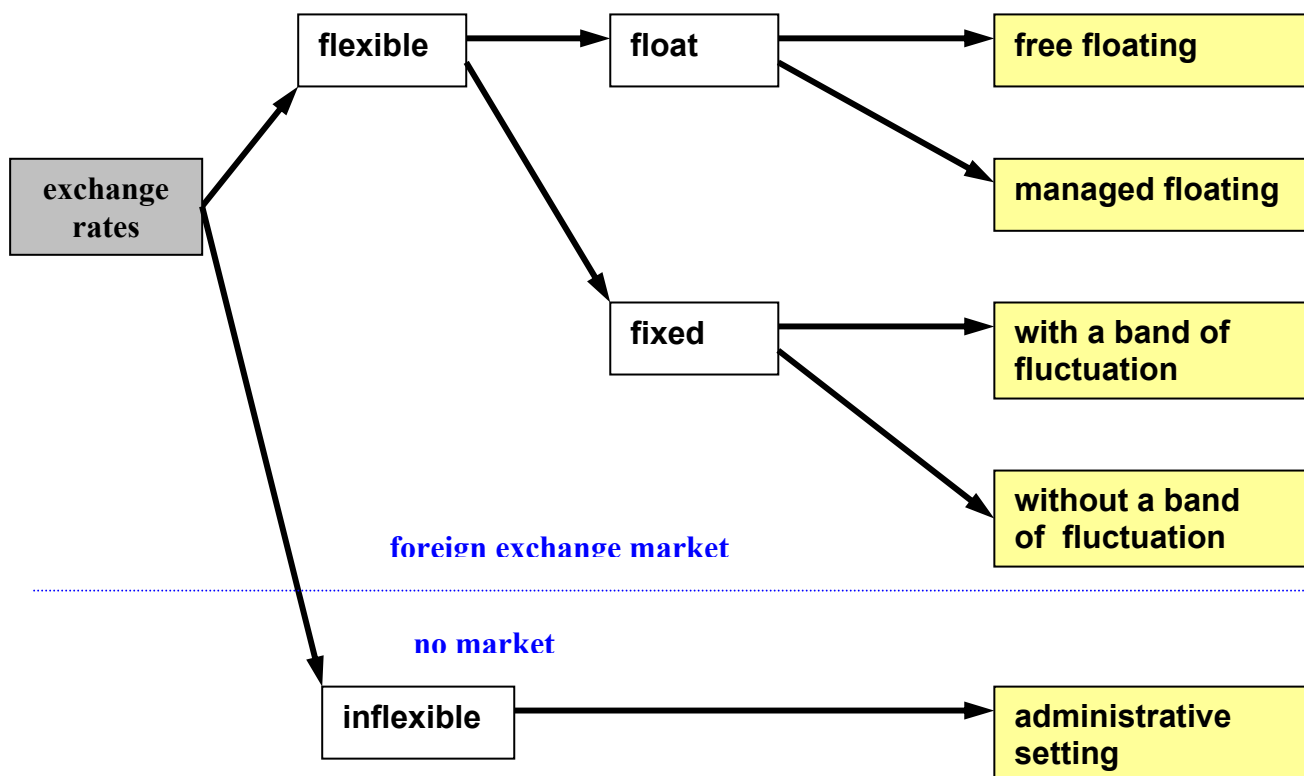 flexible
float
free floating
exchange
rates
managed floating
fixed
with a band of
fluctuation
without a band
of fluctuation
foreign exchange market
no market
inflexible
administrative
setting